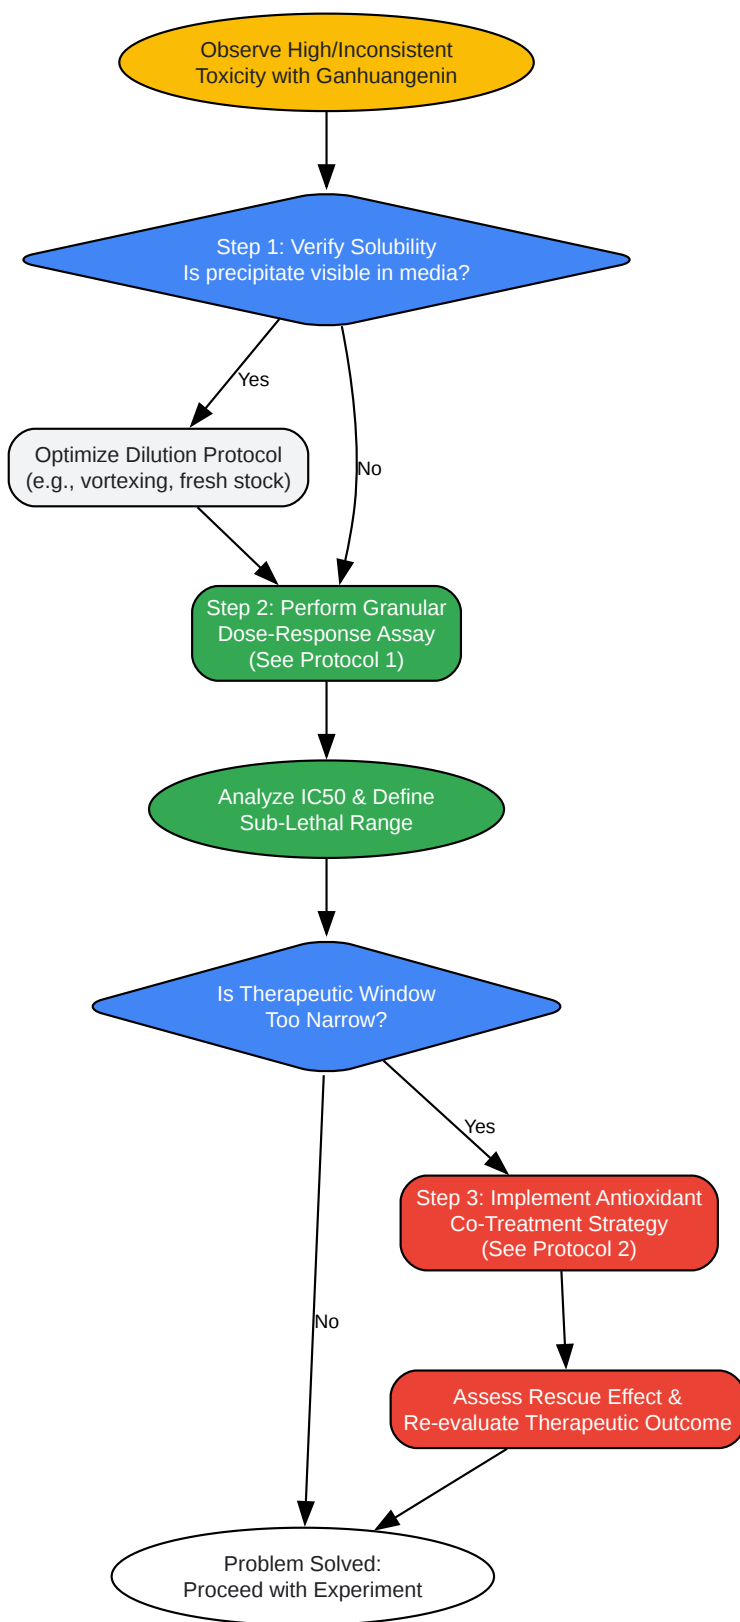 Observe High/Inconsistent
Toxicity with Ganhuangenin
Step 1: Verify Solubility
Is precipitate visible in media?
Yes
Optimize Dilution Protocol
(e.g., vortexing, fresh stock)
No
Step 2: Perform Granular
Dose-Response Assay
(See Protocol 1)
Analyze IC50 & Define
Sub-Lethal Range
Is Therapeutic Window
Too Narrow?
Yes
Step 3: Implement Antioxidant
Co-Treatment Strategy
(See Protocol 2)
No
Assess Rescue Effect &
Re-evaluate Therapeutic Outcome
Problem Solved:
Proceed with Experiment